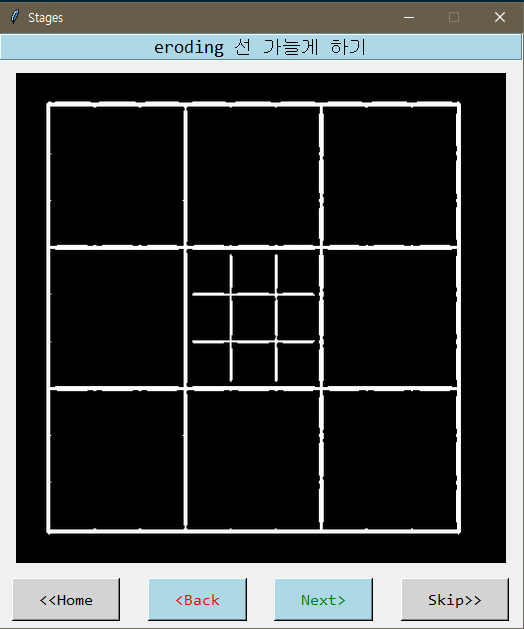 Stages
eroding 선 가늘게 하기
<<Home
<Back
Next>
Skip>>